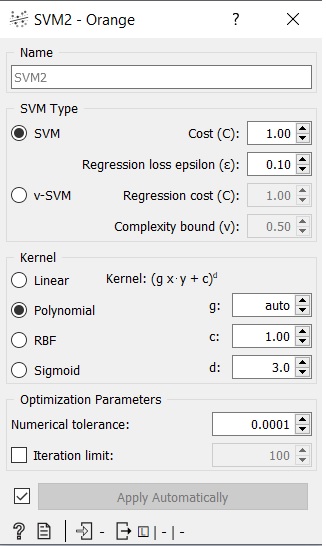 SVM2 - Orange
Name
SVM2
SVM Type
SVM Cost (C): 1.00
Regression loss epsilon (ε): 0.10
ν-SVM Regression cost (C): 1.00
Complexity bound (ν): 0.50
Kernel
Linear Kernel: (g x·y + c)ᵈ
Polynomial g: auto
RBF c: 1.00
Sigmoid d: 3.0
Optimization Parameters
Numerical tolerance: 0.0001
Iteration limit: 100
Apply Automatically
? - | - | -